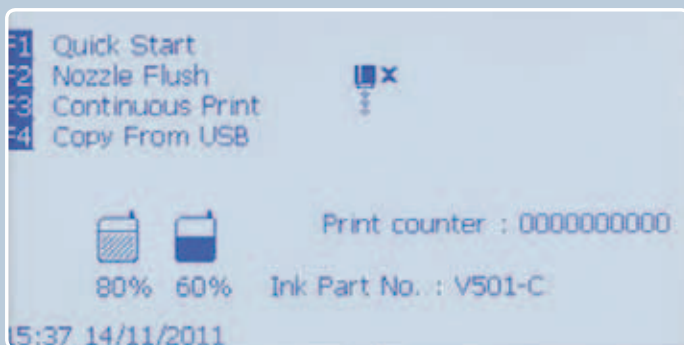 F1 Quick Start
F2 Nozzle Flush
F3 Continuous Print
F4 Copy From USB
Print counter : 0000000000
80% 60% Ink Part No. : V501-C
15:37 14/11/2011